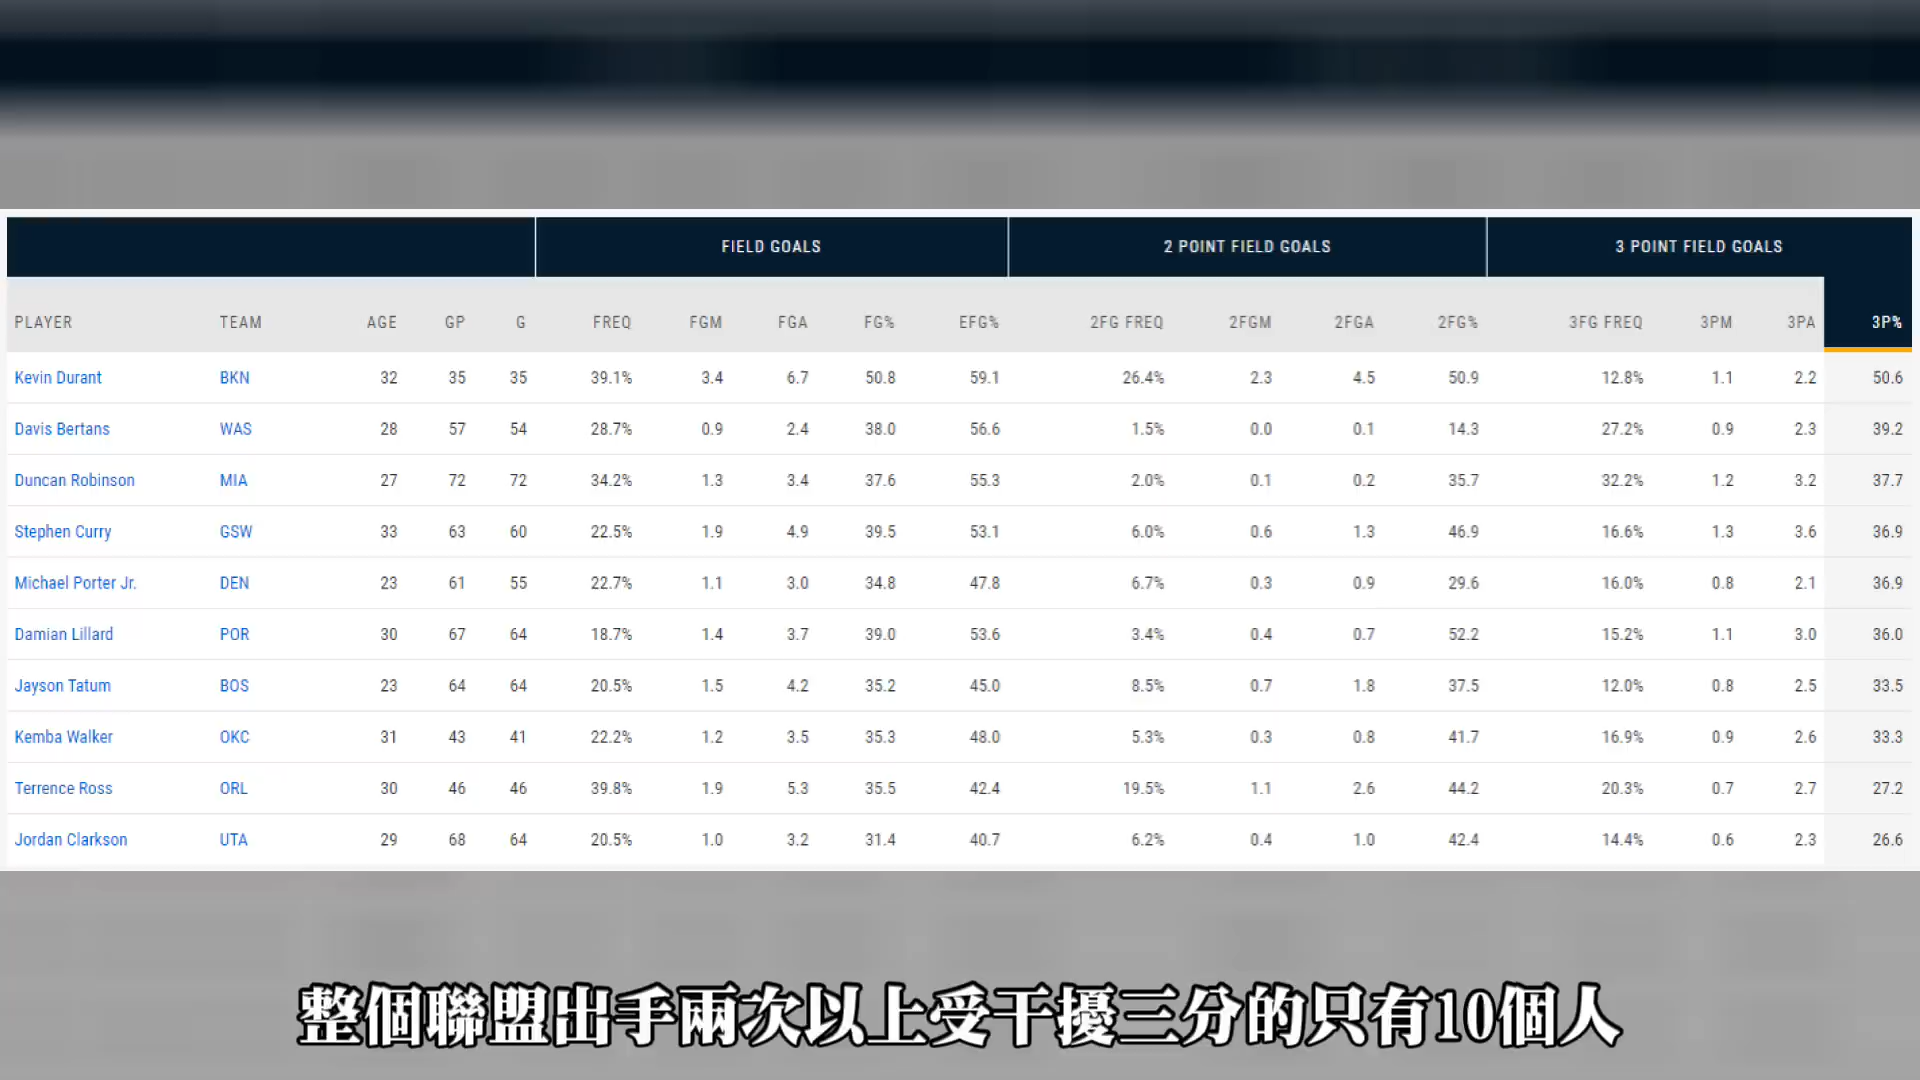 FIELD GOALS 2 POINT FIELD GOALS 3 POINT FIELD GOALS
PLAYER TEAM AGE GP G FREQ FGM FGA FG% EFG% 2FG FREQ 2FGM 2FGA 2FG% 3FG FREQ 3PM 3PA 3P%
Kevin Durant BKN 32 35 35 39.1% 3.4 6.7 50.8 59.1 26.4% 2.3 4.5 50.9 12.8% 1.1 2.2 50.6
Davis Bertans WAS 28 57 54 28.7% 0.9 2.4 38.0 56.6 1.5% 0.0 0.1 14.3 27.2% 0.9 2.3 39.2
Duncan Robinson MIA 27 72 72 34.2% 1.3 3.4 37.6 55.3 2.0% 0.1 0.2 35.7 32.2% 1.2 3.2 37.7
Stephen Curry GSW 33 63 60 22.5% 1.9 4.9 39.5 53.1 6.0% 0.6 1.3 46.9 16.6% 1.3 3.6 36.9
Michael Porter Jr. DEN 23 61 55 22.7% 1.1 3.0 34.8 47.8 6.7% 0.3 0.9 29.6 16.0% 0.8 2.1 36.9
Damian Lillard POR 30 67 64 18.7% 1.4 3.7 39.0 53.6 3.4% 0.4 0.7 52.2 15.2% 1.1 3.0 36.0
Jayson Tatum BOS 23 64 64 20.5% 1.5 4.2 35.2 45.0 8.5% 0.7 1.8 37.5 12.0% 0.8 2.5 33.5
Kemba Walker OKC 31 43 41 22.2% 1.2 3.5 35.3 48.0 5.3% 0.3 0.8 41.7 16.9% 0.9 2.6 33.3
Terrence Ross ORL 30 46 46 39.8% 1.9 5.3 35.5 42.4 19.5% 1.1 2.6 44.2 20.3% 0.7 2.7 27.2
Jordan Clarkson UTA 29 68 64 20.5% 1.0 3.2 31.4 40.7 6.2% 0.4 1.0 42.4 14.4% 0.6 2.3 26.6
整個聯盟出手兩次以上受干擾三分的只有10個人